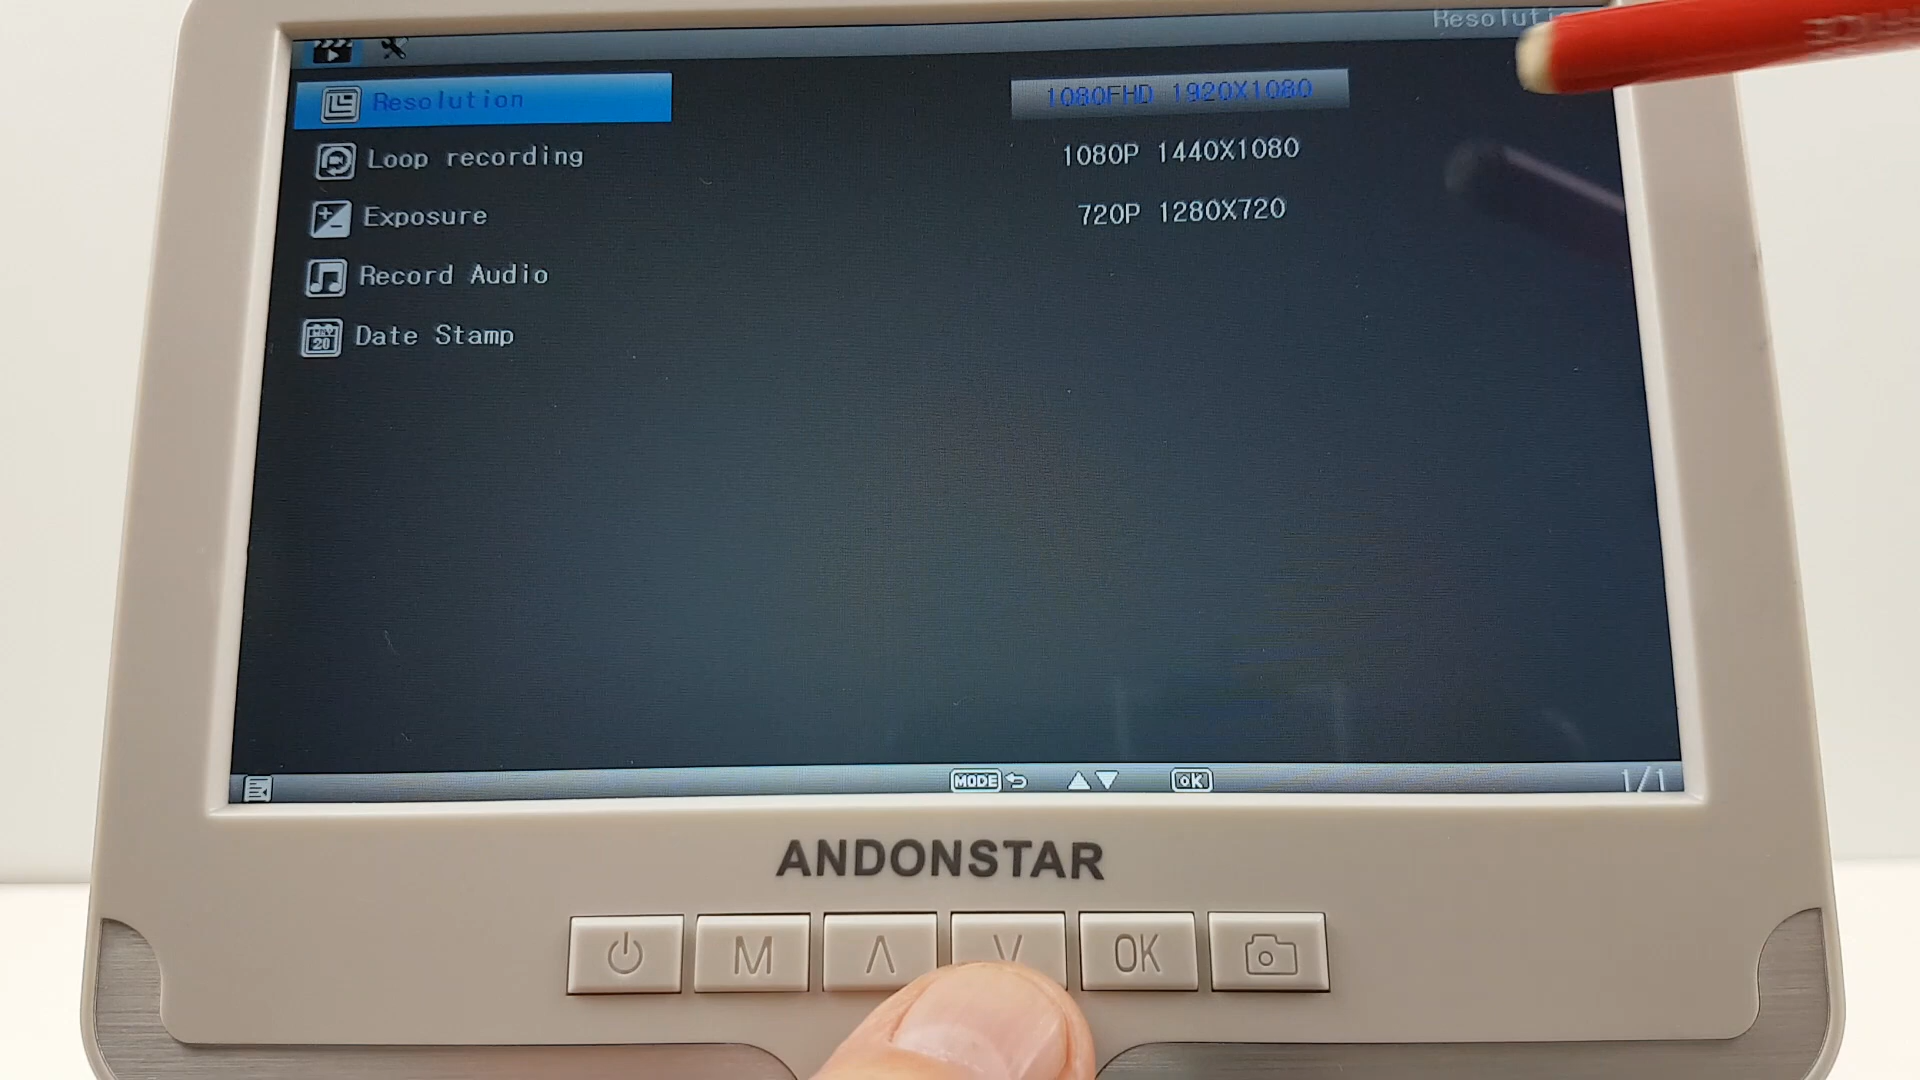 Resolution
1080FHD 1920X1080
Loop recording
1080P 1440X1080
Exposure
720P 1280X720
Record Audio
Date Stamp
MODE
OK
1/1
ANDONSTAR
M
OK